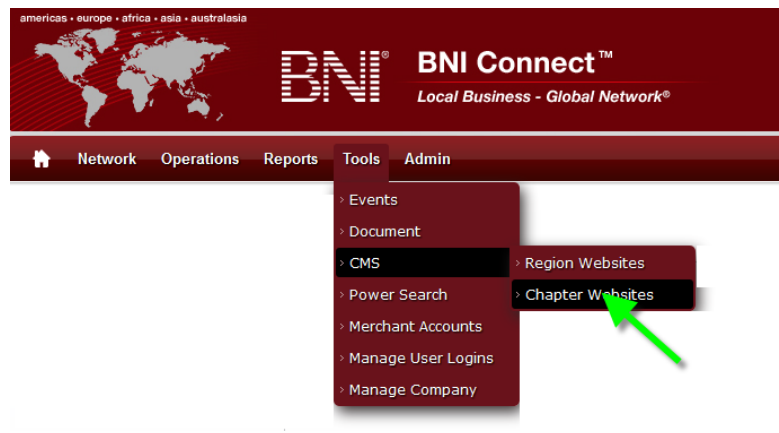 americas • europe • africa • asia • australasia
BNI®
BNI Connect™
Local Business - Global Network®
Network Operations Reports Tools Admin
› Events
› Document
› CMS
› Region Websites
› Power Search
› Chapter Websites
› Merchant Accounts
› Manage User Logins
› Manage Company